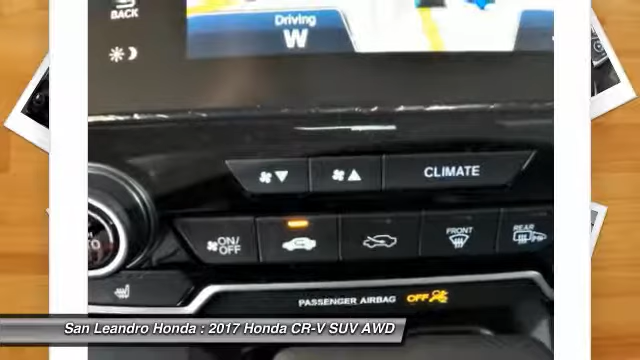 BACK
Driving
W
CLIMATE
ON/
OFF
FRONT
REAR
PASSENGER AIRBAG OFF
San Leandro Honda : 2017 Honda CR-V SUV AWD